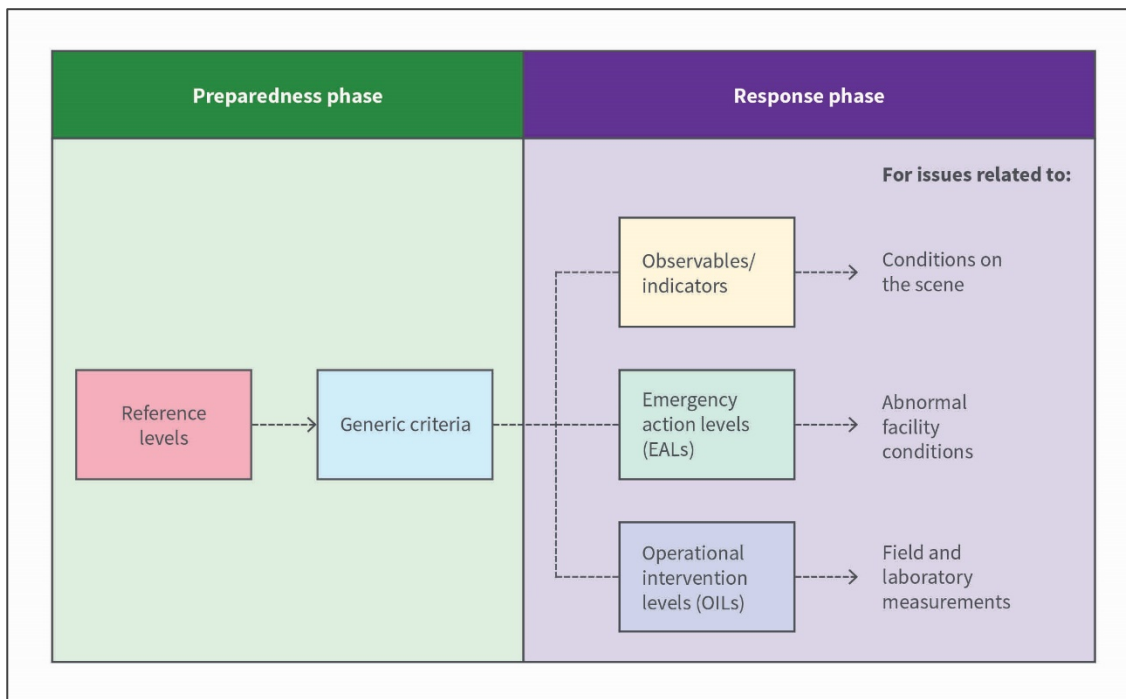 Preparedness phase
Response phase
For issues related to:
Observables/
indicators
Conditions on
the scene
Reference
levels
Generic criteria
Emergency
action levels
(EALs)
Abnormal
facility
conditions
Operational
intervention
levels (OILs)
Field and
laboratory
measurements